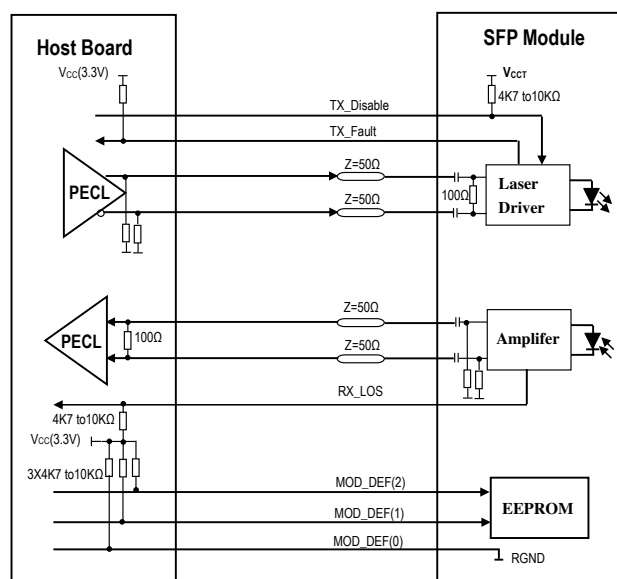 Host Board
SFP Module
VCC(3.3V)
VCCT
4K7 to10KΩ
TX_Disable
TX_Fault
Z=50Ω
PECL
100Ω
Laser
Driver
Z=50Ω
Z=50Ω
PECL
100Ω
Amplifer
Z=50Ω
RX_LOS
4K7 to10KΩ
VCC(3.3V)
3X4K7 to10KΩ
MOD_DEF(2)
EEPROM
MOD_DEF(1)
MOD_DEF(0)
RGND